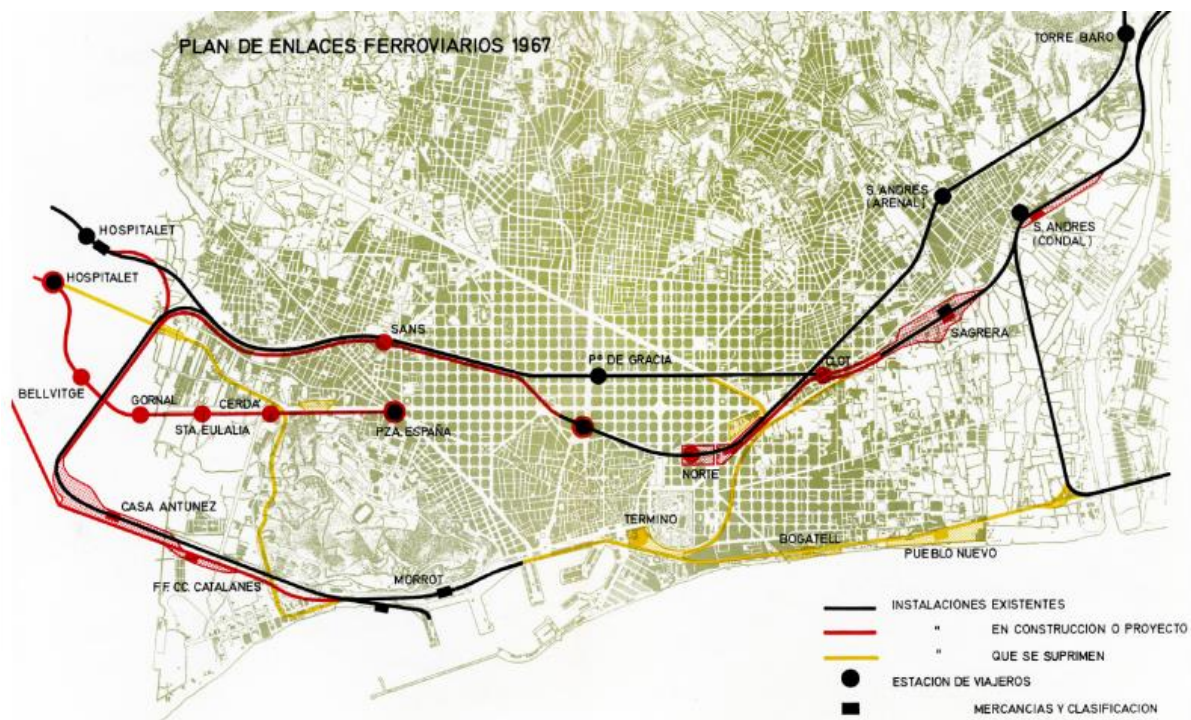 PLAN DE ENLACES FERROVIARIOS 1967
TORRE BARO
S. ANDRES
(ARENAL)
S. ANDRES
(CONDAL)
HOSPITALET
HOSPITALET
SANS
SAGRERA
Pº DE GRACIA
CLOT
BELLVITGE
GORNAL
CERDA
STA. EULALIA
PZA. ESPAÑA
NORTE
CASA ANTUNEZ
TERMINO
BOGATELL
PUEBLO NUEVO
F.F. CC. CATALANES
MORROT
INSTALACIONES EXISTENTES
" EN CONSTRUCCION O PROYECTO
" QUE SE SUPRIMEN
ESTACION DE VIAJEROS
MERCANCIAS Y CLASIFICACION